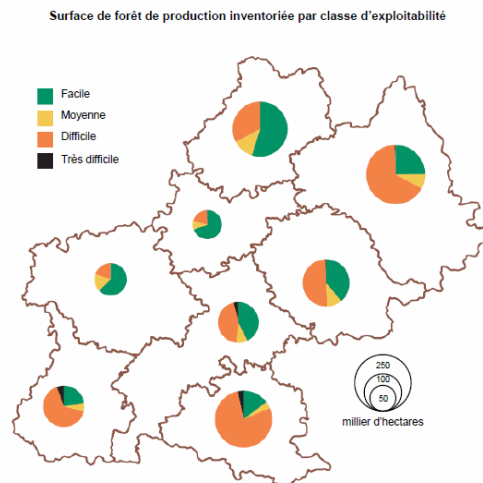 Surface de forêt de production inventoriée par classe d'exploitabilité
Facile
Moyenne
Difficile
Très difficile
250
100
50
millier d'hectares